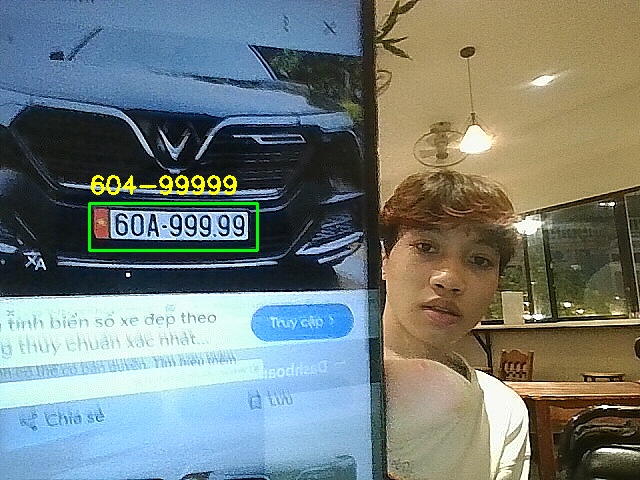 604-99999
60A-999.99
tính biển số xe đẹp theo
Truy cập
g thủy chuẩn xác nhất...
Chia sẻ
Lưu